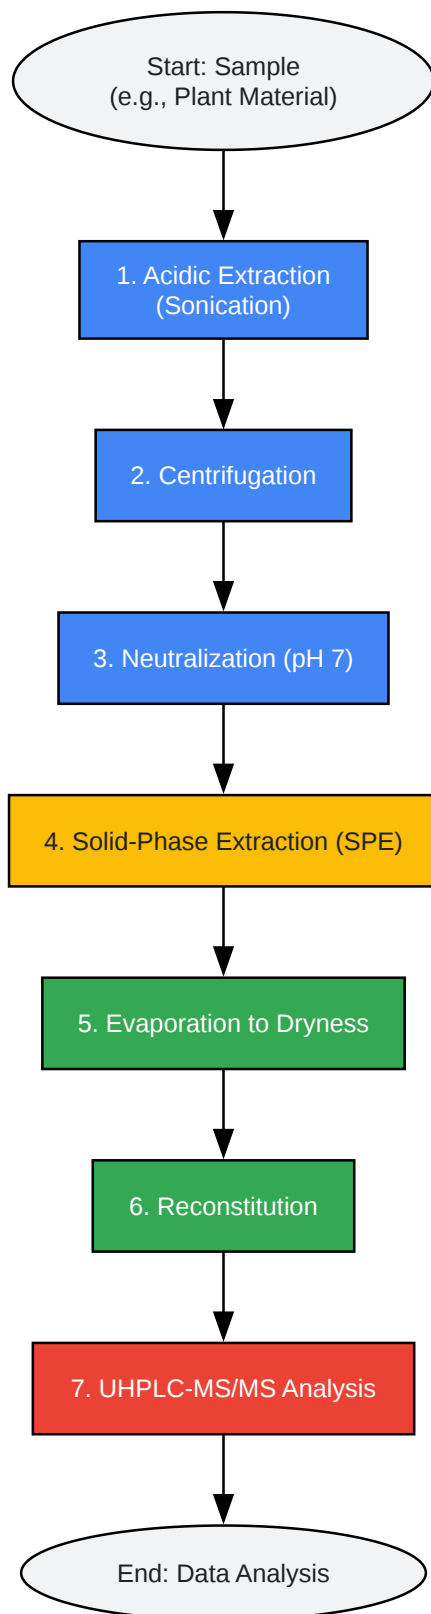 Start: Sample
(e.g., Plant Material)
1. Acidic Extraction
(Sonication)
2. Centrifugation
3. Neutralization (pH 7)
4. Solid-Phase Extraction (SPE)
5. Evaporation to Dryness
6. Reconstitution
7. UHPLC-MS/MS Analysis
End: Data Analysis